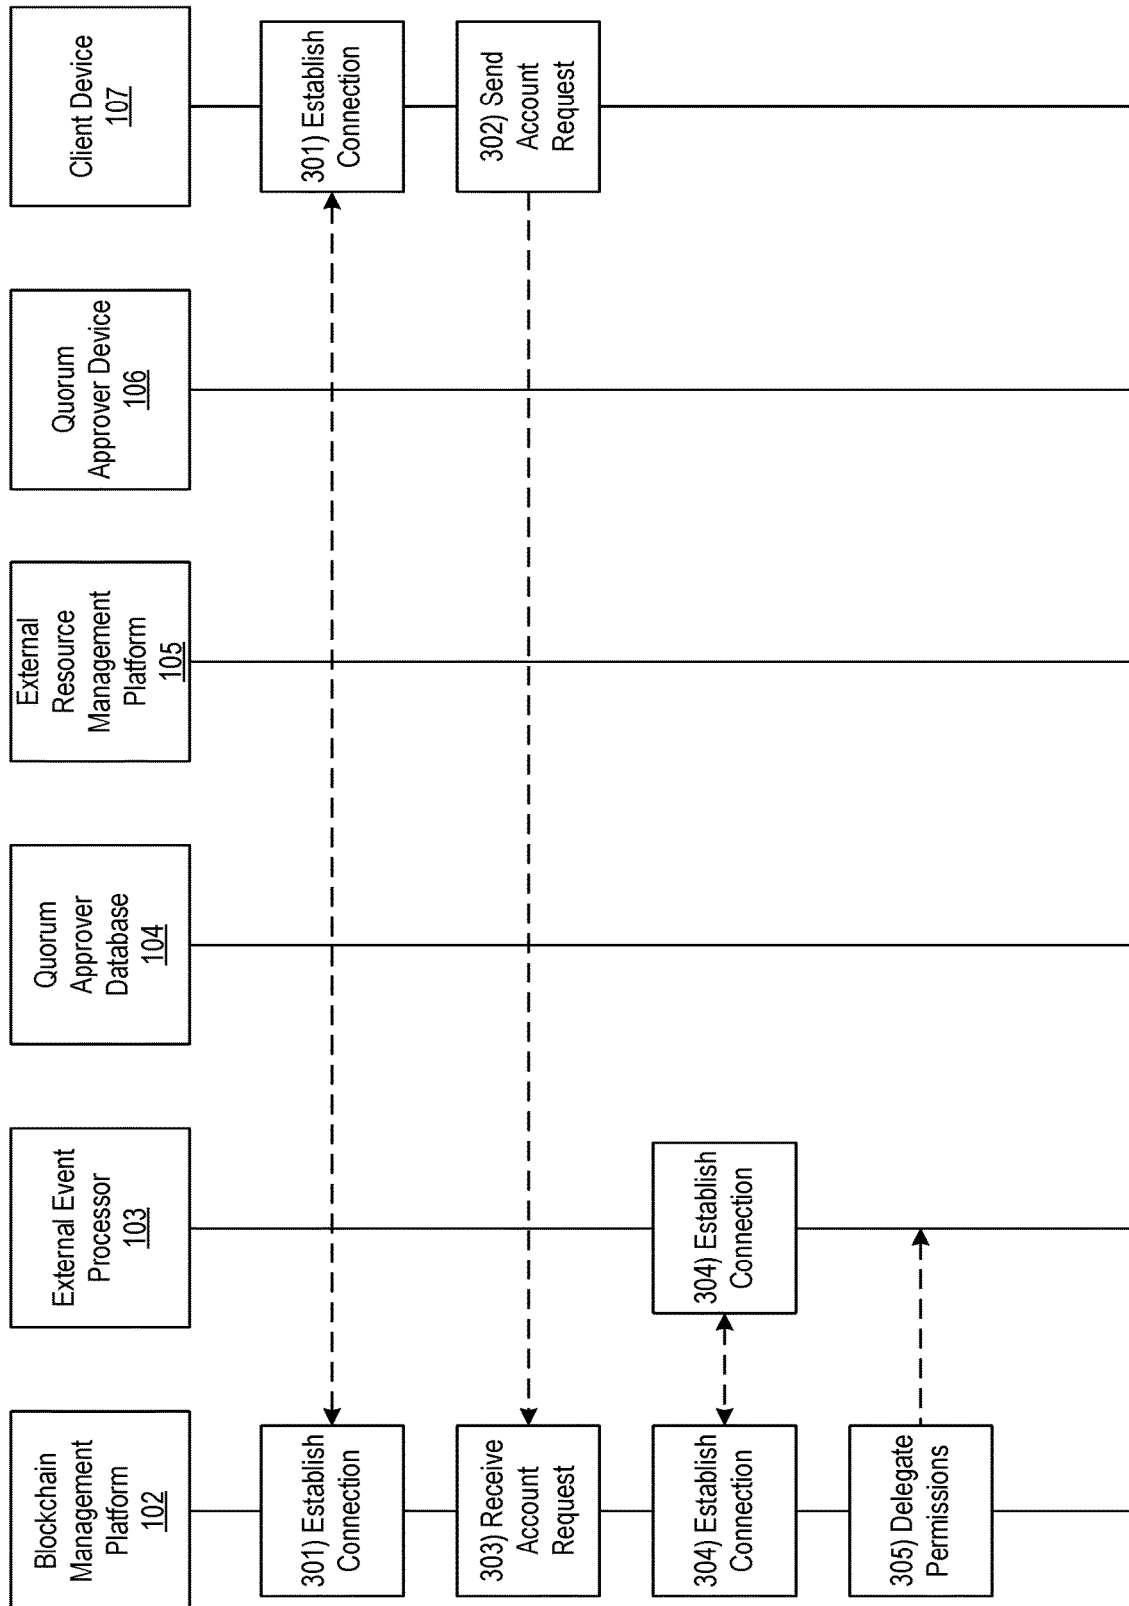 Blockchain
Management
Platform
102
External Event
Processor
103
Quorum
Approver
Database
104
External
Resource
Management
Platform
105
Quorum
Approver Device
106
Client Device
107
301) Establish
Connection
301) Establish
Connection
303) Receive
Account
Request
302) Send
Account
Request
304) Establish
Connection
304) Establish
Connection
305) Delegate
Permissions